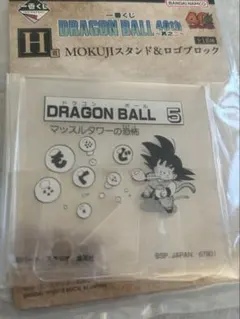 一番くじ
DRAGON BALL 40th
H賞 MOKUJIスタンド&ロゴブロック
BANDAI NAMCO
ドラゴン ボール
DRAGON BALL 5
マッスルタワーの恐怖
もくじ